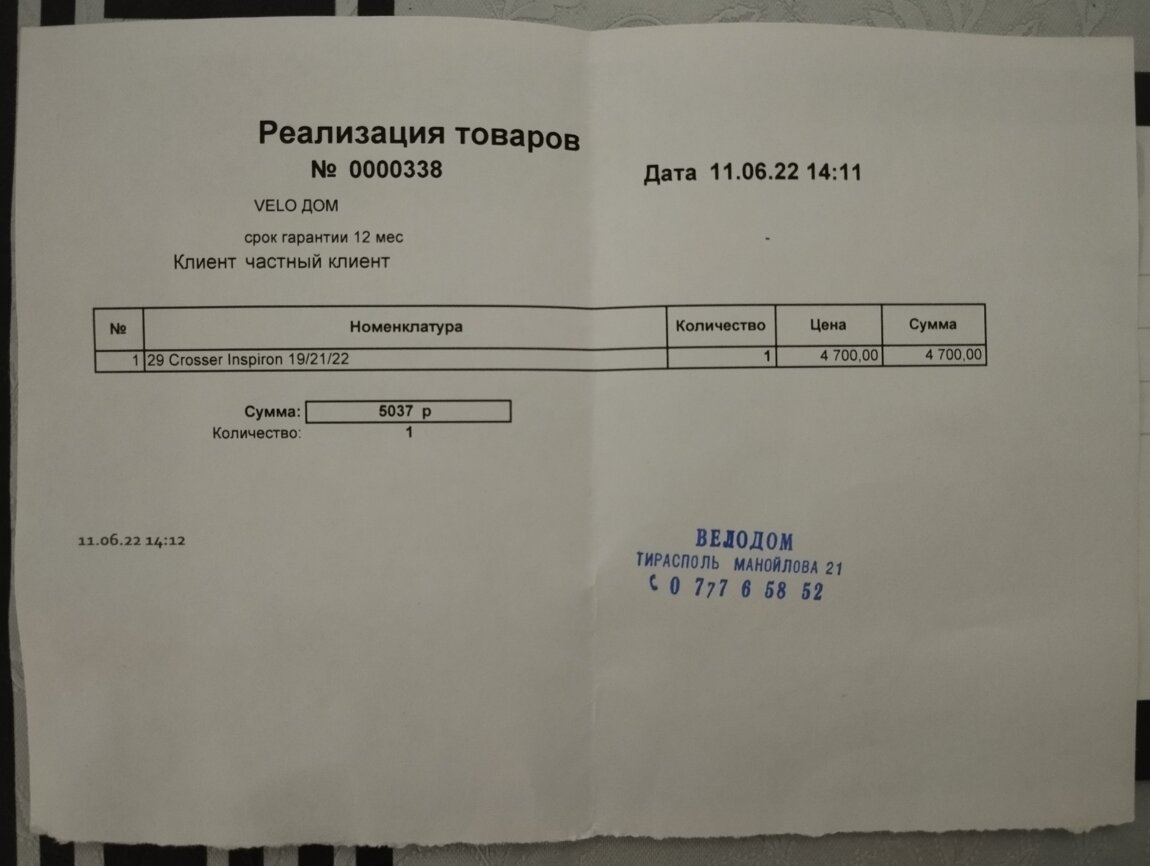 Реализация товаров
№ 0000338
Дата 11.06.22 14:11
VELO ДОМ
срок гарантии 12 мес
-
Клиент частный клиент
№ Номенклатура Количество Цена Сумма
1 29 Crosser Inspiron 19/21/22 1 4 700,00 4 700,00
Сумма: 5037 р
Количество: 1
11.06.22 14:12
ВЕЛОДОМ
ТИРАСПОЛЬ МАНОЙЛОВА 21
0 777 6 58 52